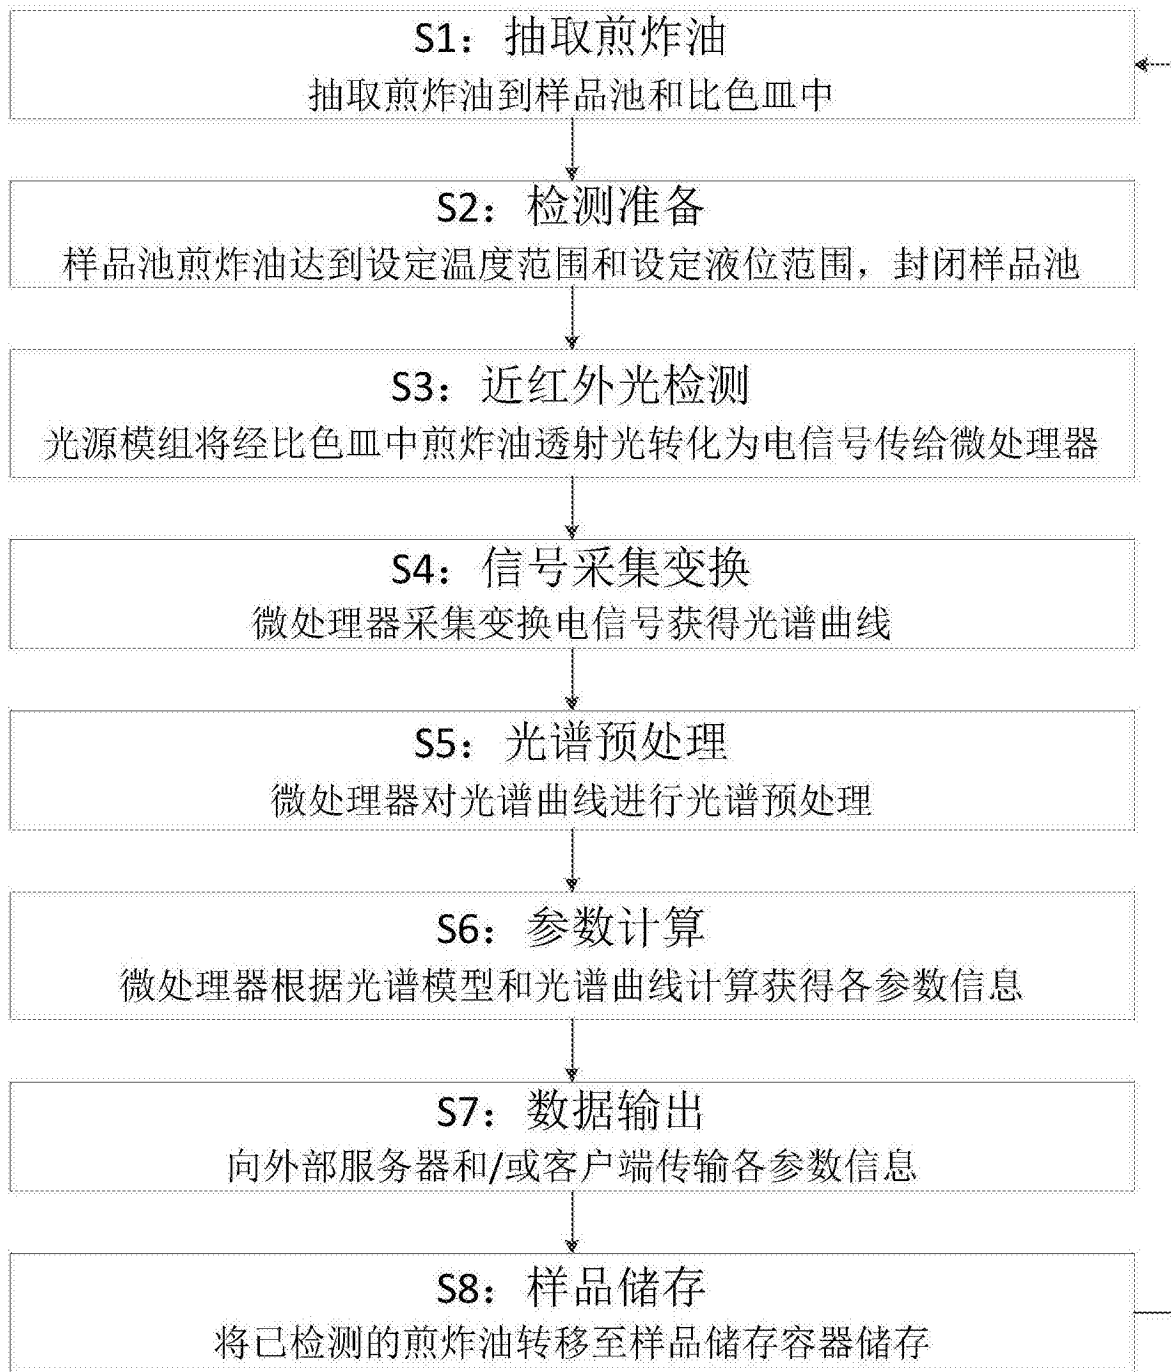 S1：抽取煎炸油
抽取煎炸油到样品池和比色皿中
S2：检测准备
样品池煎炸油达到设定温度范围和设定液位范围，封闭样品池
S3：近红外光检测
光源模组将经比色皿中煎炸油透射光转化为电信号传给微处理器
S4：信号采集变换
微处理器采集变换电信号获得光谱曲线
S5：光谱预处理
微处理器对光谱曲线进行光谱预处理
S6：参数计算
微处理器根据光谱模型和光谱曲线计算获得各参数信息
S7：数据输出
向外部服务器和/或客户端传输各参数信息
S8：样品储存
将已检测的煎炸油转移至样品储存容器储存